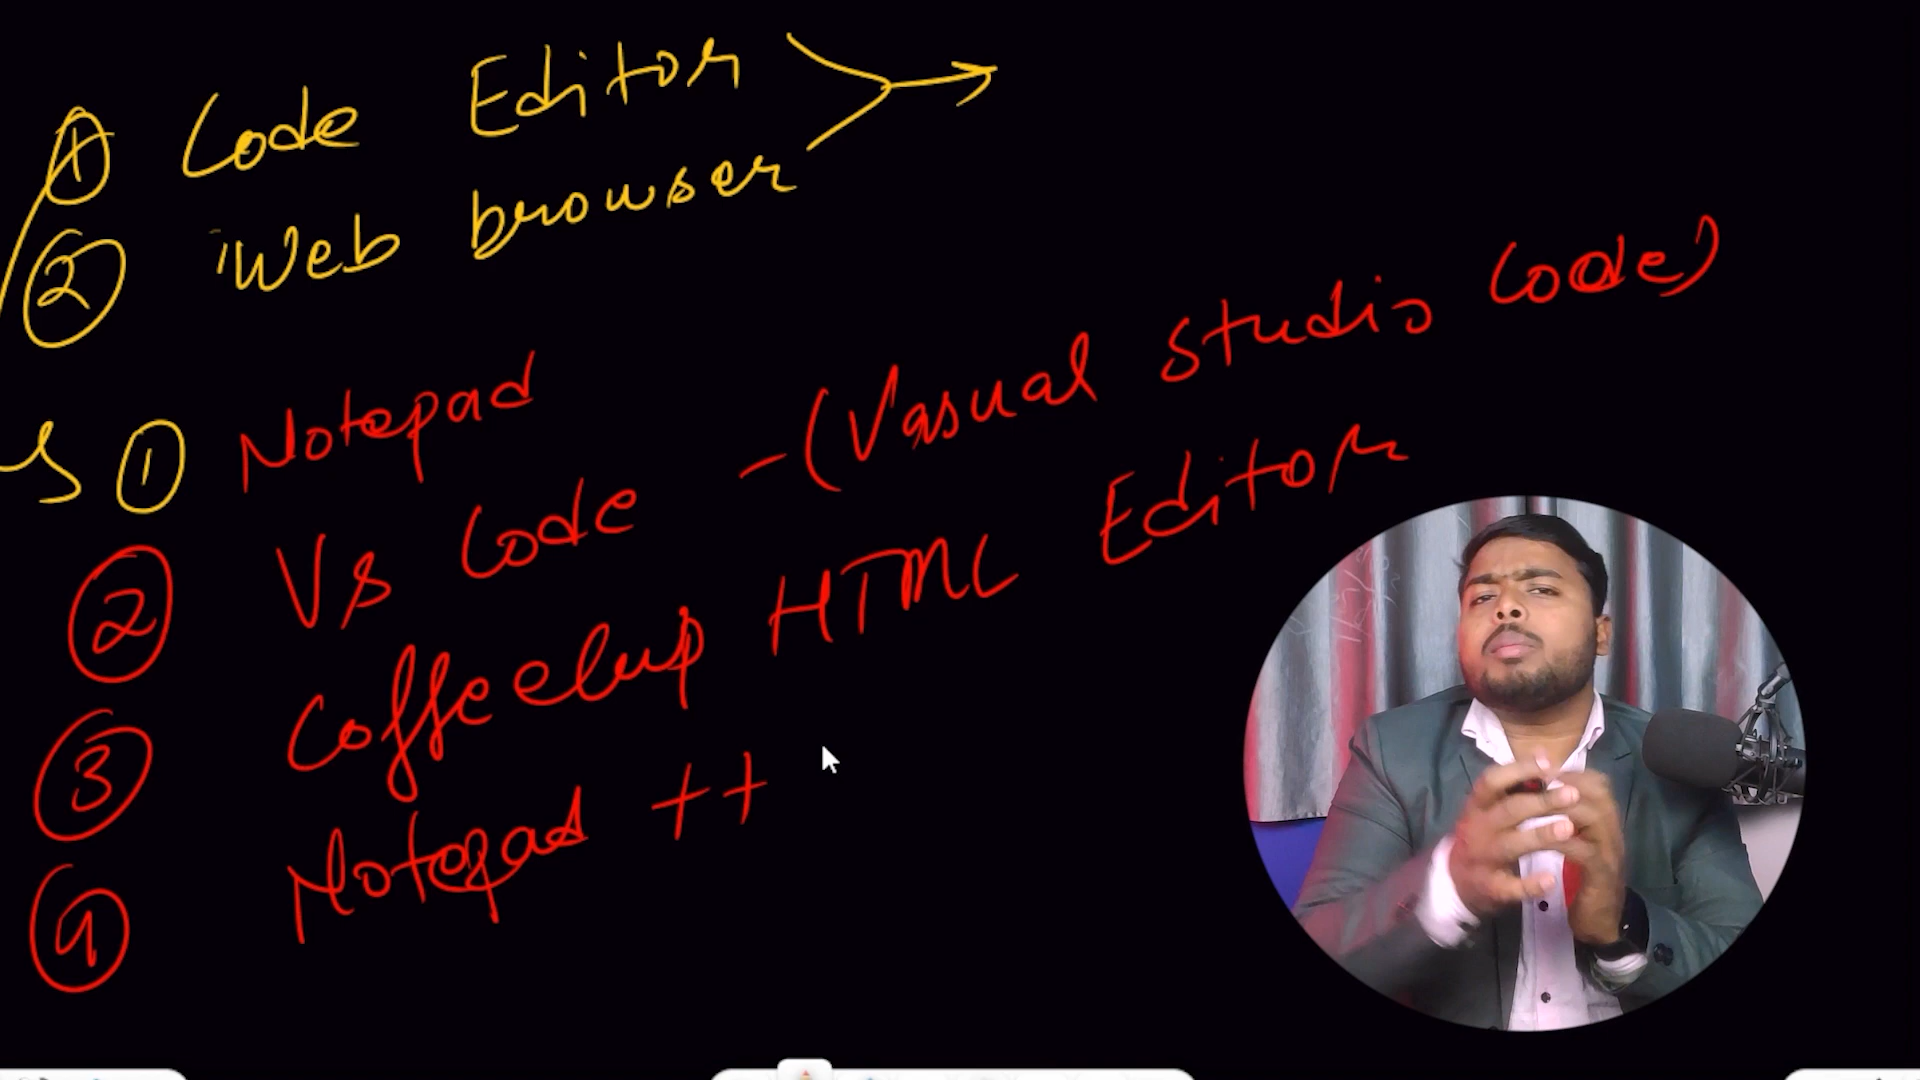 ① Code Editor
② Web browser
① Notepad
② Vs Code - (Vasual Studio Code)
③ Coffeecup HTML Editor
④ Notepad ++